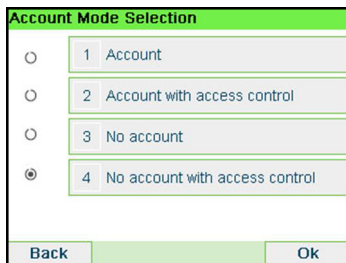 Account Mode Selection
1 Account
2 Account with access control
3 No account
4 No account with access control
Back Ok